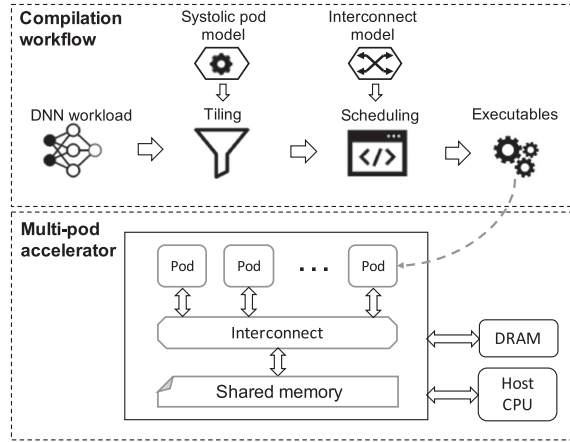 Compilation
workflow
Systolic pod
model
Interconnect
model
DNN workload
Tiling
Scheduling
Executables
</>
Multi-pod
accelerator
Pod
Pod
...
Pod
Interconnect
Shared memory
DRAM
Host
CPU